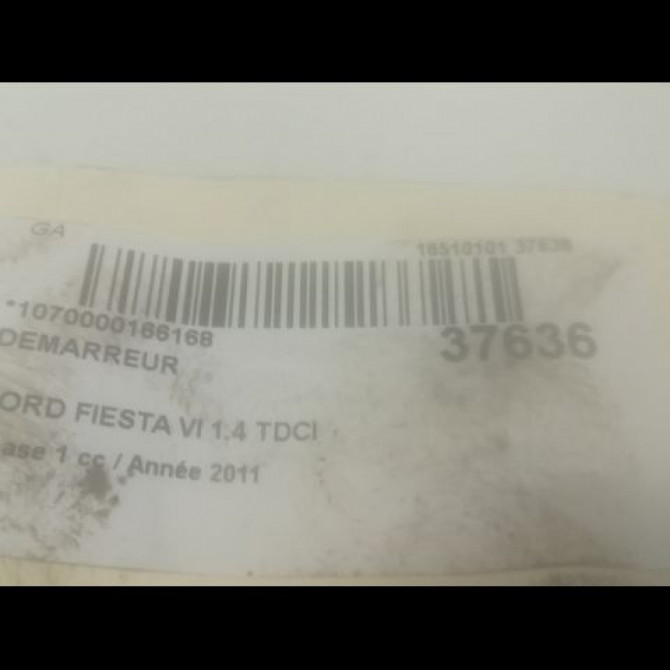 GA
16510101 37636
*1070000166168
37636
DEMARREUR
ORD FIESTA VI 1.4 TDCI
ase 1 cc / Année 2011